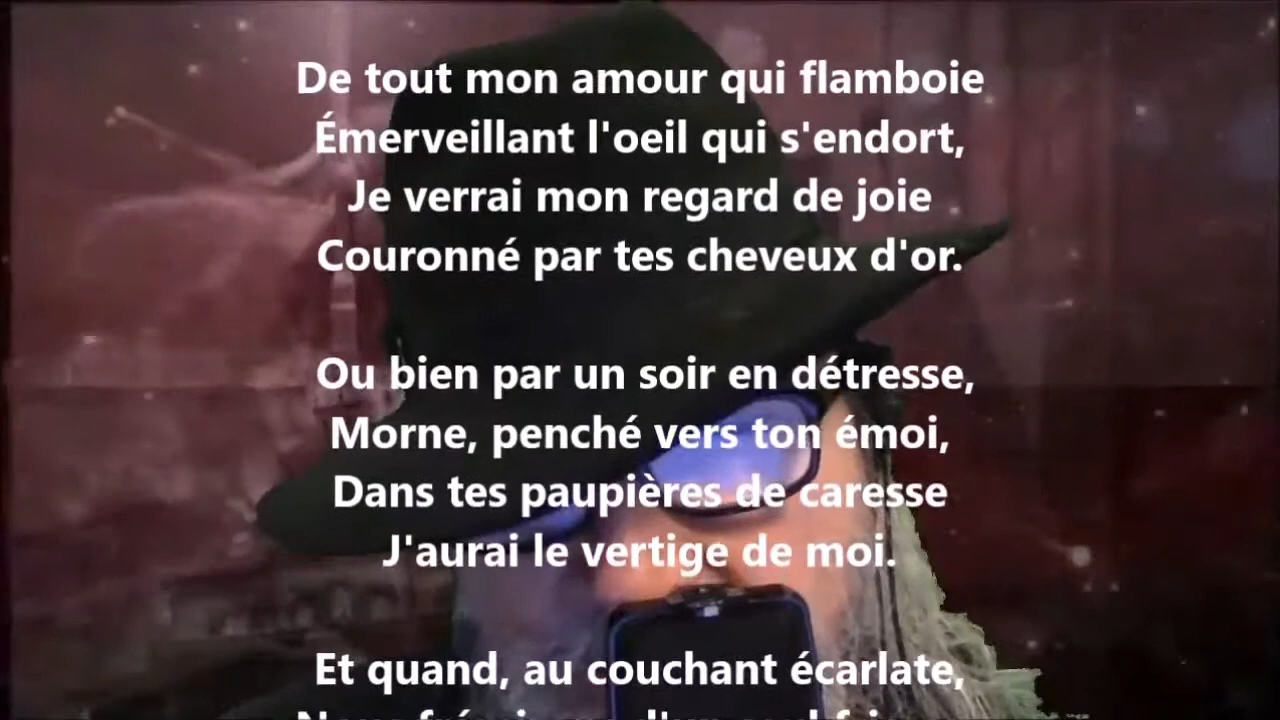 De tout mon amour qui flamboie
Émerveillant l'oeil qui s'endort,
Je verrai mon regard de joie
Couronné par tes cheveux d'or.
Ou bien par un soir en détresse,
Morne, penché vers ton émoi,
Dans tes paupières de caresse
J'aurai le vertige de moi.
Et quand, au couchant écarlate,